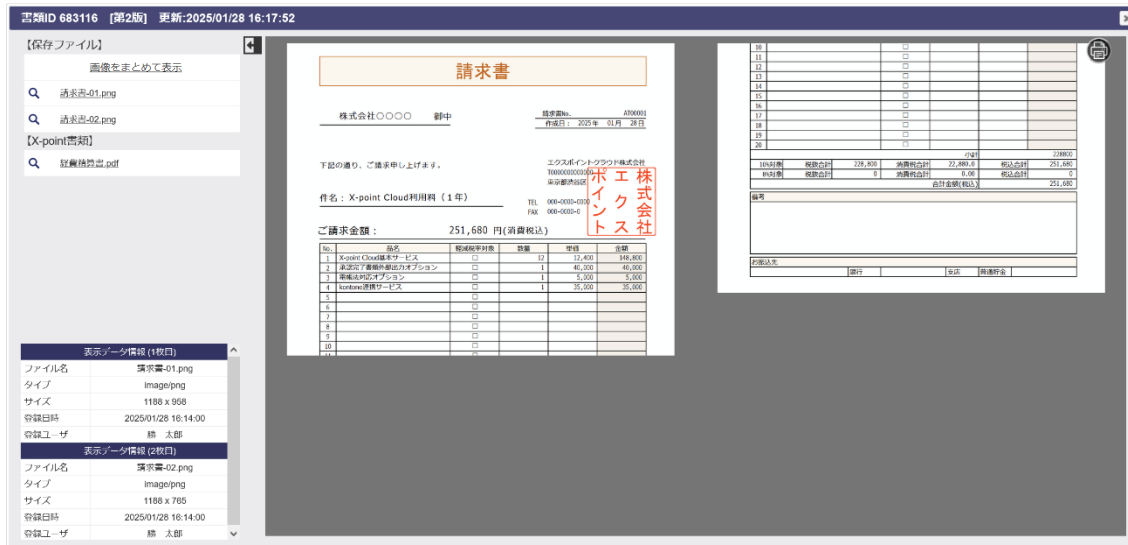 書類ID 683116 [第2版] 更新:2025/01/28 16:17:52
【保存ファイル】
画像をまとめて表示
請求書-01.png
請求書-02.png
【X-point書類】
経費精算書.pdf
表示データ情報 (1枚目)
ファイル名 請求書-01.png
タイプ image/png
サイズ 1188 x 958
登録日時 2025/01/28 16:14:00
登録ユーザ 勝 太郎
表示データ情報 (2枚目)
ファイル名 請求書-02.png
タイプ image/png
サイズ 1188 x 765
登録日時 2025/01/28 16:14:00
登録ユーザ 勝 太郎
請求書
株式会社〇〇〇〇 御中
請求書No. AT06001
作成日: 2025年 01月 28日
下記の通り、ご請求申し上げます。
エクスポイントクラウド株式会社
T0000000000000
東京都渋谷区
株式会社
エクス
ポイント
件名:X-point Cloud利用料(1年)
TEL 000-0000-0000
FAX 000-0000-0
ご請求金額: 251,680 円(消費税込)
No. 品名 軽減税率対象 数量 単価 金額
1 X-point Cloud基本サービス □ 12 12,400 148,800
2 承認完了書類外部出力オプション □ 1 40,000 40,000
3 電帳法対応オプション □ 1 5,000 5,000
4 kintone連携サービス □ 1 35,000 35,000
5 □
6 □
7 □
8 □
9 □
10 □
11
10 □
11 □
12 □
13 □
14 □
15 □
16 □
17 □
18 □
19 □
20 □
小計 228800
10%対象 税抜合計 228,800 消費税合計 22,880.0 税込合計 251,680
8%対象 税抜合計 0 消費税合計 0.00 税込合計 0
合計金額(税込) 251,680
備考
お振込先
銀行 支店 普通貯金